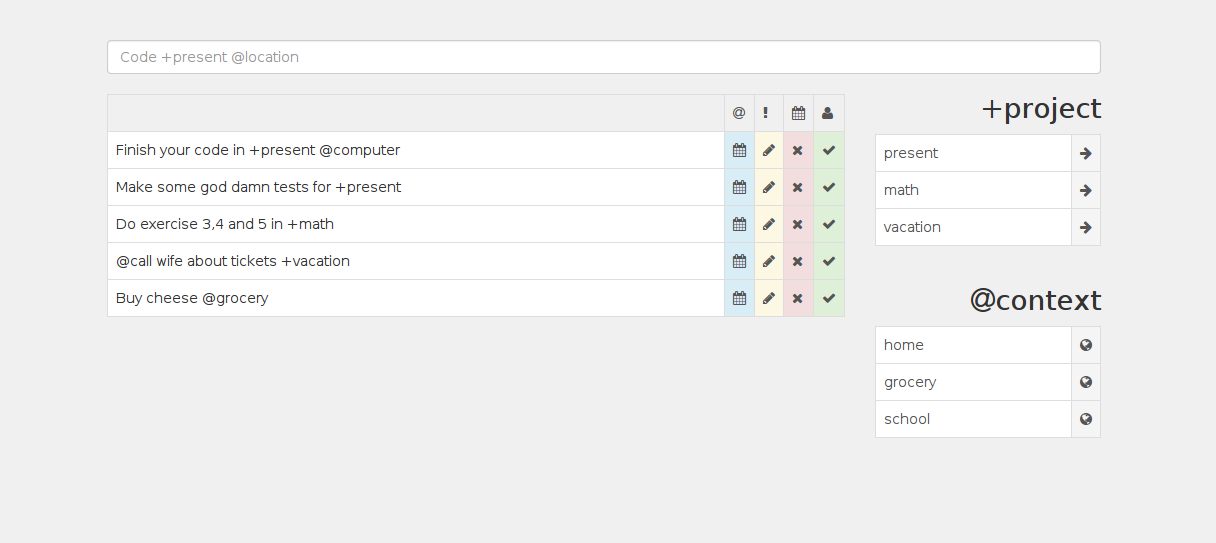 Code +present @location
@ !
Finish your code in +present @computer
Make some god damn tests for +present
Do exercise 3,4 and 5 in +math
@call wife about tickets +vacation
Buy cheese @grocery
+project
present
math
vacation
@context
home
grocery
school